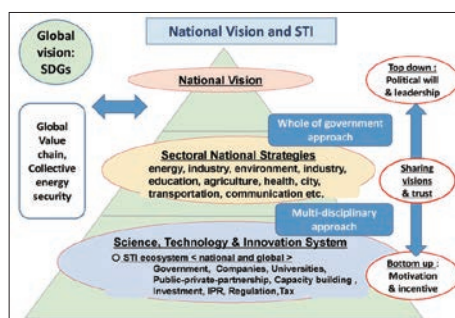 Global
vision:
SDGs
National Vision and STI
National Vision
Top down :
Political will
& leadership
Global
Value
chain,
Collective
energy
security
Whole of government
approach
Sectoral National Strategies
energy, industry, environment, industry,
education, agriculture, health, city,
transportation, communication etc,
Sharing
visions
& trust
Multi-disciplinary
approach
Science, Technology & Innovation System
○ STI ecosystem < national and global >
Government, Companies, Universities,
Public-private-partnership, Capacity building ,
Investment, IPR, Regulation,Tax
Bottom up :
Motivation
& incentive